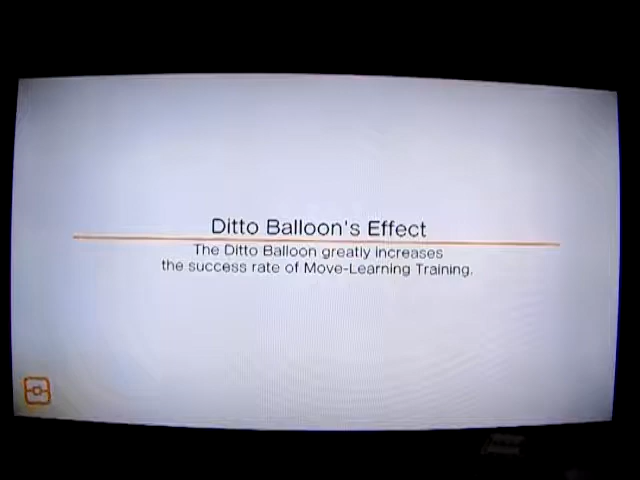 Ditto Balloon's Effect
The Ditto Balloon greatly increases
the success rate of Move-Learning Training.